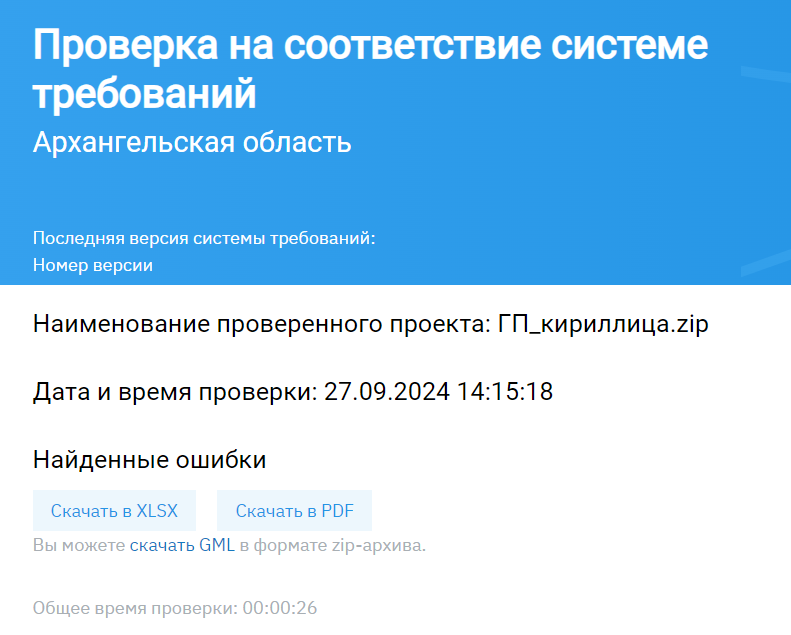 Проверка на соответствие системе
требований
Архангельская область
Последняя версия системы требований:
Номер версии
Наименование проверенного проекта: ГП_кириллица.zip
Дата и время проверки: 27.09.2024 14:15:18
Найденные ошибки
Скачать в XLSX Скачать в PDF
Вы можете скачать GML в формате zip-архива.
Общее время проверки: 00:00:26